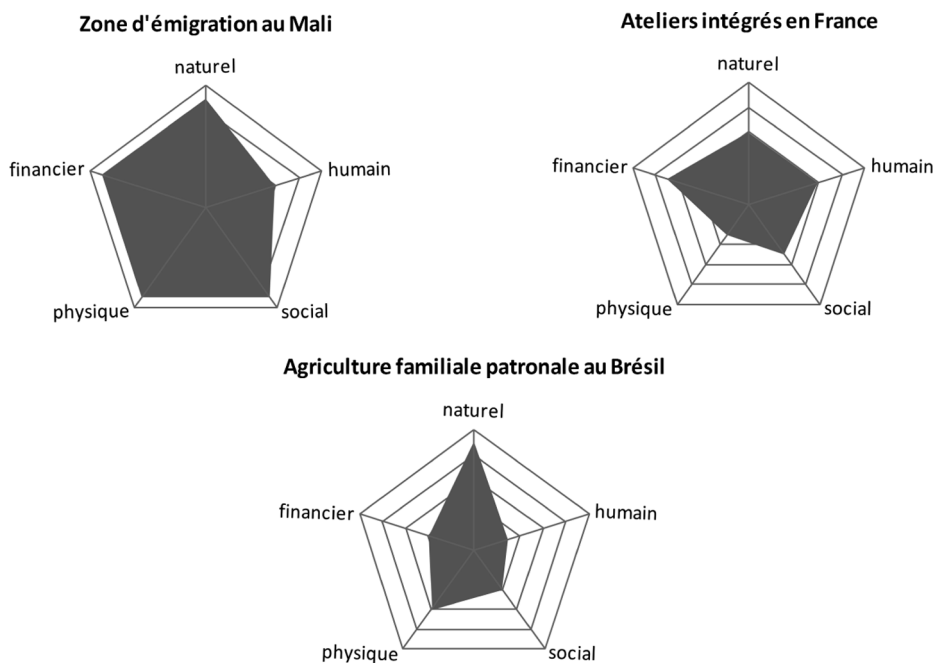 Zone d'émigration au Mali
naturel
financier
humain
physique
social
Ateliers intégrés en France
naturel
financier
humain
physique
social
Agriculture familiale patronale au Brésil
naturel
financier
humain
physique
social